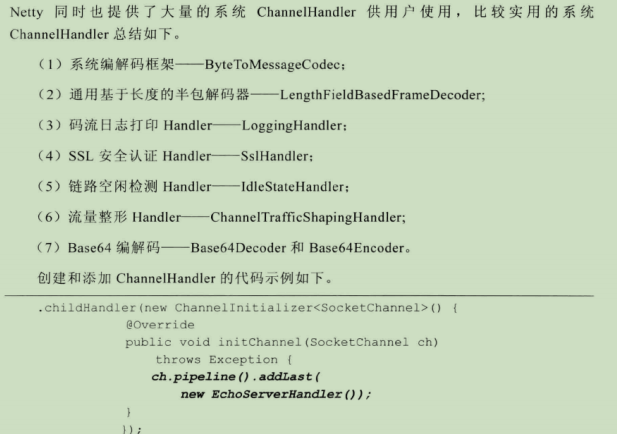 Netty 同时也提供了大量的系统 ChannelHandler 供用户使用，比较实用的系统
ChannelHandler 总结如下。
（1）系统编解码框架——ByteToMessageCodec；
（2）通用基于长度的半包解码器——LengthFieldBasedFrameDecoder;
（3）码流日志打印 Handler——LoggingHandler；
（4）SSL 安全认证 Handler——SslHandler；
（5）链路空闲检测 Handler——IdleStateHandler；
（6）流量整形 Handler——ChannelTrafficShapingHandler;
（7）Base64 编解码——Base64Decoder 和 Base64Encoder。
创建和添加 ChannelHandler 的代码示例如下。
.childHandler(new ChannelInitializer<SocketChannel>() {
@Override
public void initChannel(SocketChannel ch)
throws Exception {
ch.pipeline().addLast(
new EchoServerHandler());
}
});